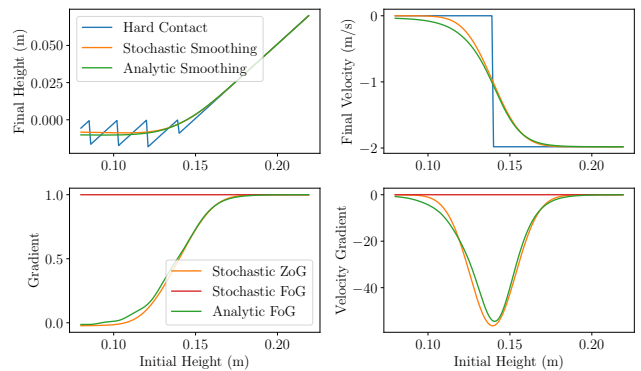 Final Height (m)
0.050
0.025
0.000
Hard Contact
Stochastic Smoothing
Analytic Smoothing
0.10
0.15
0.20
Final Velocity (m/s)
0
−1
−2
0.10
0.15
0.20
Gradient
1.0
0.5
0.0
Stochastic ZoG
Stochastic FoG
Analytic FoG
0.10
0.15
0.20
Initial Height (m)
Velocity Gradient
0
−20
−40
0.10
0.15
0.20
Initial Height (m)